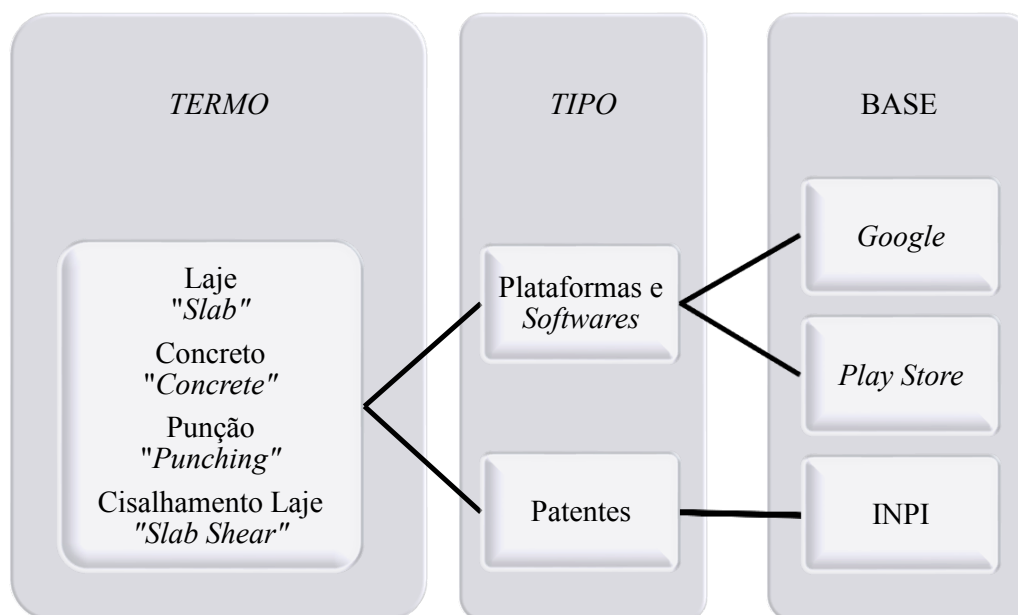 TERMO
TIPO
BASE
Laje
"Slab"
Concreto
"Concrete"
Punção
"Punching"
Cisalhamento Laje
"Slab Shear"
Plataformas e
Softwares
Patentes
Google
Play Store
INPI